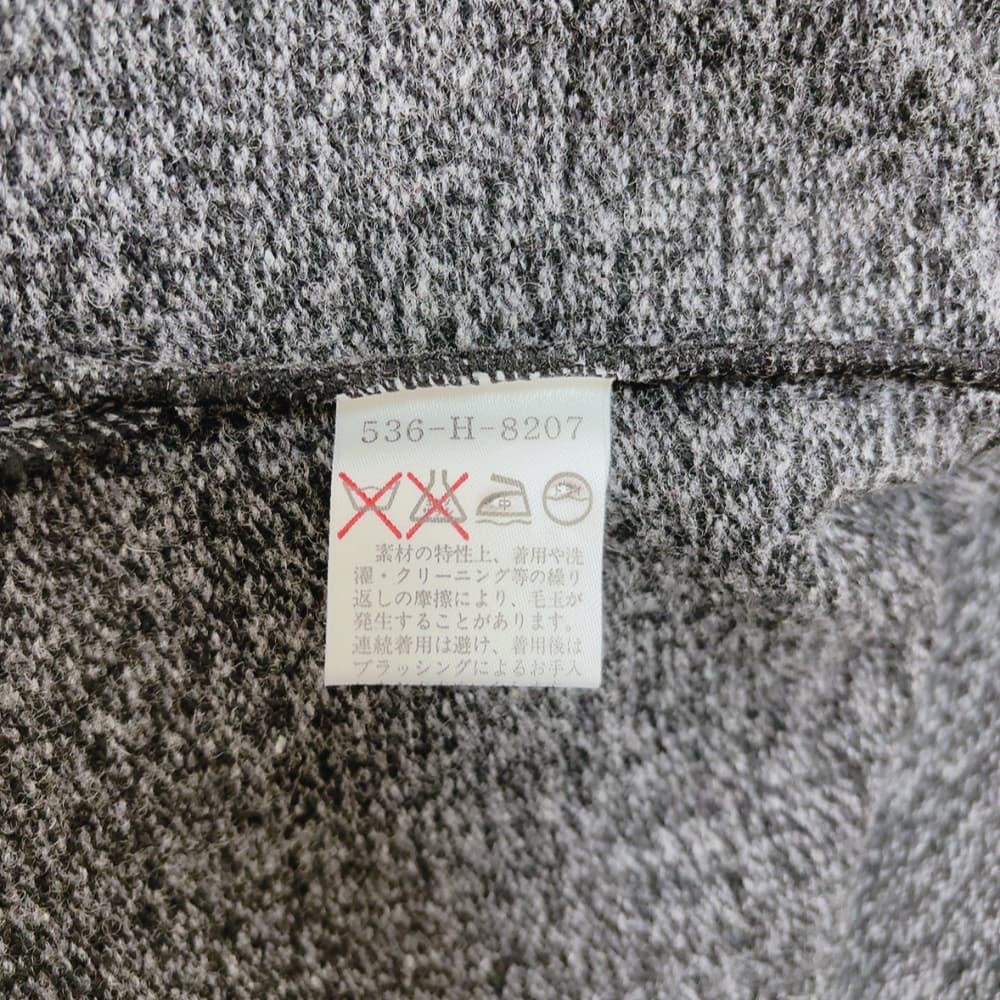 536-H-8207
中
素材の特性上、着用や洗
濯・クリーニング等の繰り
返しの摩擦により、毛玉が
発生することがあります。
連続着用は避け、着用後は
ブラッシングによるお手入